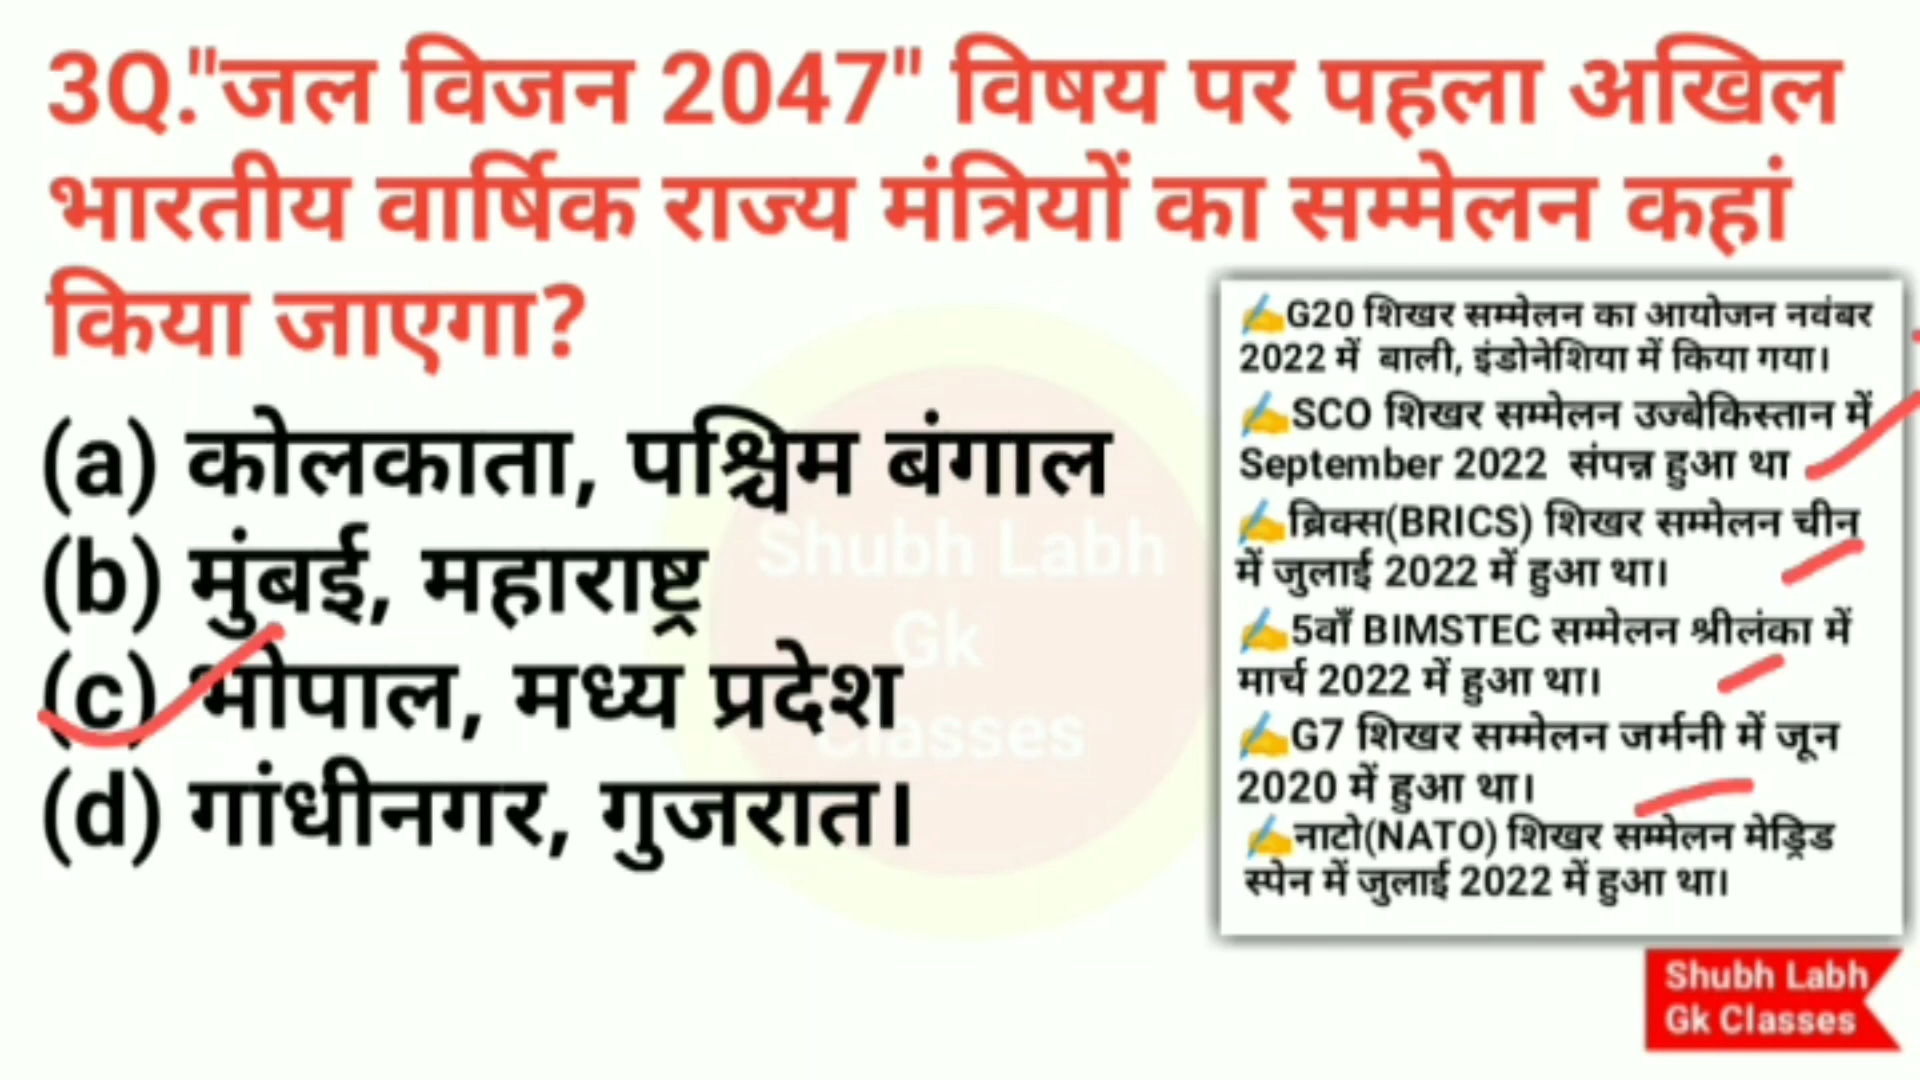 3Q."जल विजन 2047" विषय पर पहला अखिल
भारतीय वार्षिक राज्य मंत्रियों का सम्मेलन कहां
किया जाएगा?
(a) कोलकाता, पश्चिम बंगाल
(b) मुंबई, महाराष्ट्र
(c) भोपाल, मध्य प्रदेश
(d) गांधीनगर, गुजरात।
✍️G20 शिखर सम्मेलन का आयोजन नवंबर
2022 में बाली, इंडोनेशिया में किया गया।
✍️SCO शिखर सम्मेलन उज्बेकिस्तान में
September 2022 संपन्न हुआ था
✍️ब्रिक्स(BRICS) शिखर सम्मेलन चीन
में जुलाई 2022 में हुआ था।
✍️5वाँ BIMSTEC सम्मेलन श्रीलंका में
मार्च 2022 में हुआ था।
✍️G7 शिखर सम्मेलन जर्मनी में जून
2020 में हुआ था।
✍️नाटो(NATO) शिखर सम्मेलन मेड्रिड
स्पेन में जुलाई 2022 में हुआ था।
Shubh Labh
Gk
Classes
Shubh Labh
Gk Classes